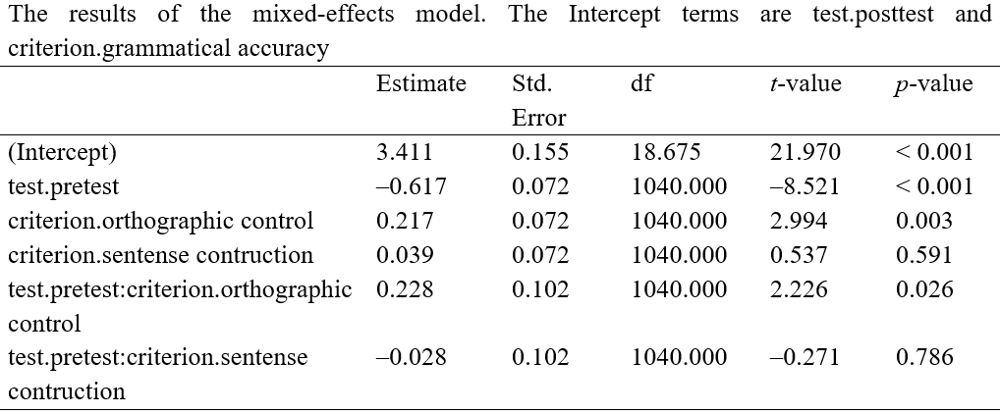 The results of the mixed-effects model. The Intercept terms are test.posttest and
criterion.grammatical accuracy
Estimate Std. df t-value p-value
Error
(Intercept) 3.411 0.155 18.675 21.970 < 0.001
test.pretest –0.617 0.072 1040.000 –8.521 < 0.001
criterion.orthographic control 0.217 0.072 1040.000 2.994 0.003
criterion.sentense contruction 0.039 0.072 1040.000 0.537 0.591
test.pretest:criterion.orthographic 0.228 0.102 1040.000 2.226 0.026
control
test.pretest:criterion.sentense –0.028 0.102 1040.000 –0.271 0.786
contruction